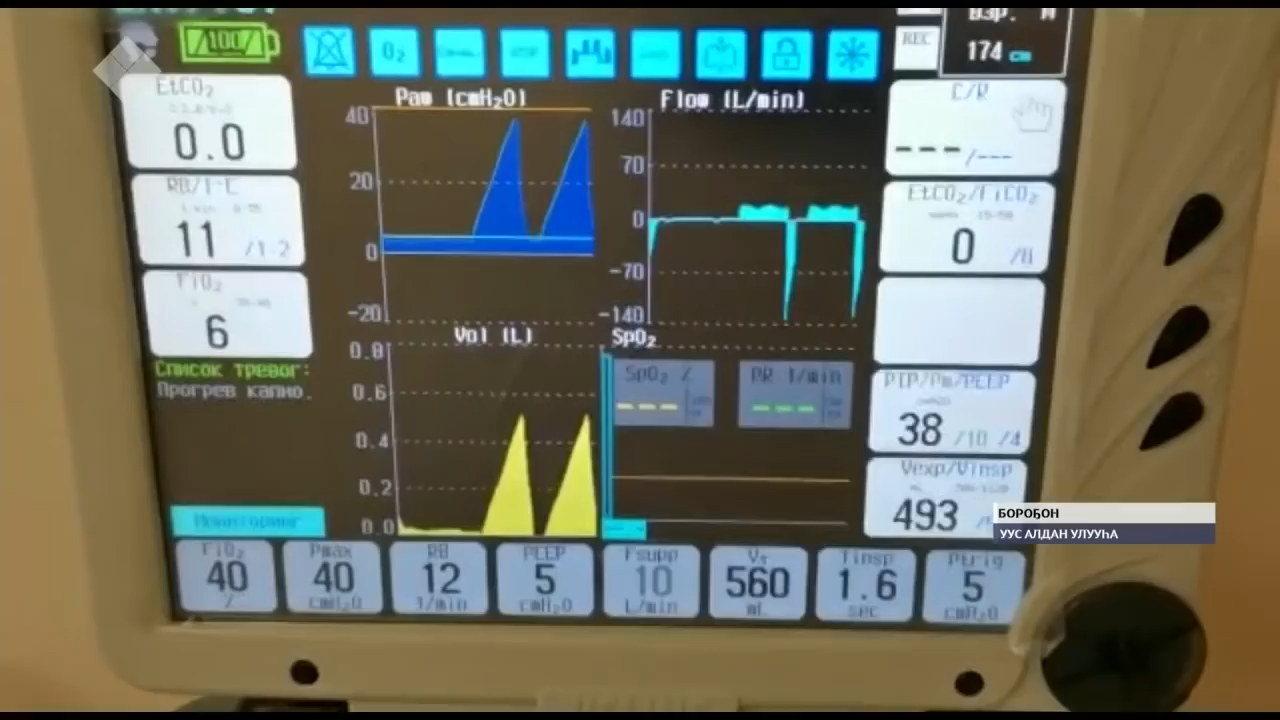 100
O₂
REC
174
EtCO₂
0.0
RB/I:E
11 /1:2
FiO₂
6
Список тревог:
Прогрев капно.
Мониторинг
Paw (cmH₂O)
40
20
0
-20
Flow (L/min)
140
70
0
-70
-140
Vol (L)
0.8
0.6
0.4
0.2
0.0
SpO₂
SpO₂ %
---
PR 1/min
---
C/R
---/---
EtCO₂/FiCO₂
0 /0
PIP/Pm/PEEP
38 /10 /4
Vexp/Vinsp
493
БОРОҔОН
УУС АЛДАН УЛУУҺА
FiO₂
40
%
Pmax
40
cmH₂O
RB
12
1/min
PEEP
5
cmH₂O
Fsupp
10
L/min
Vт
560
mL
Tinsp
1.6
sec
Ptrig
5
cmH₂O